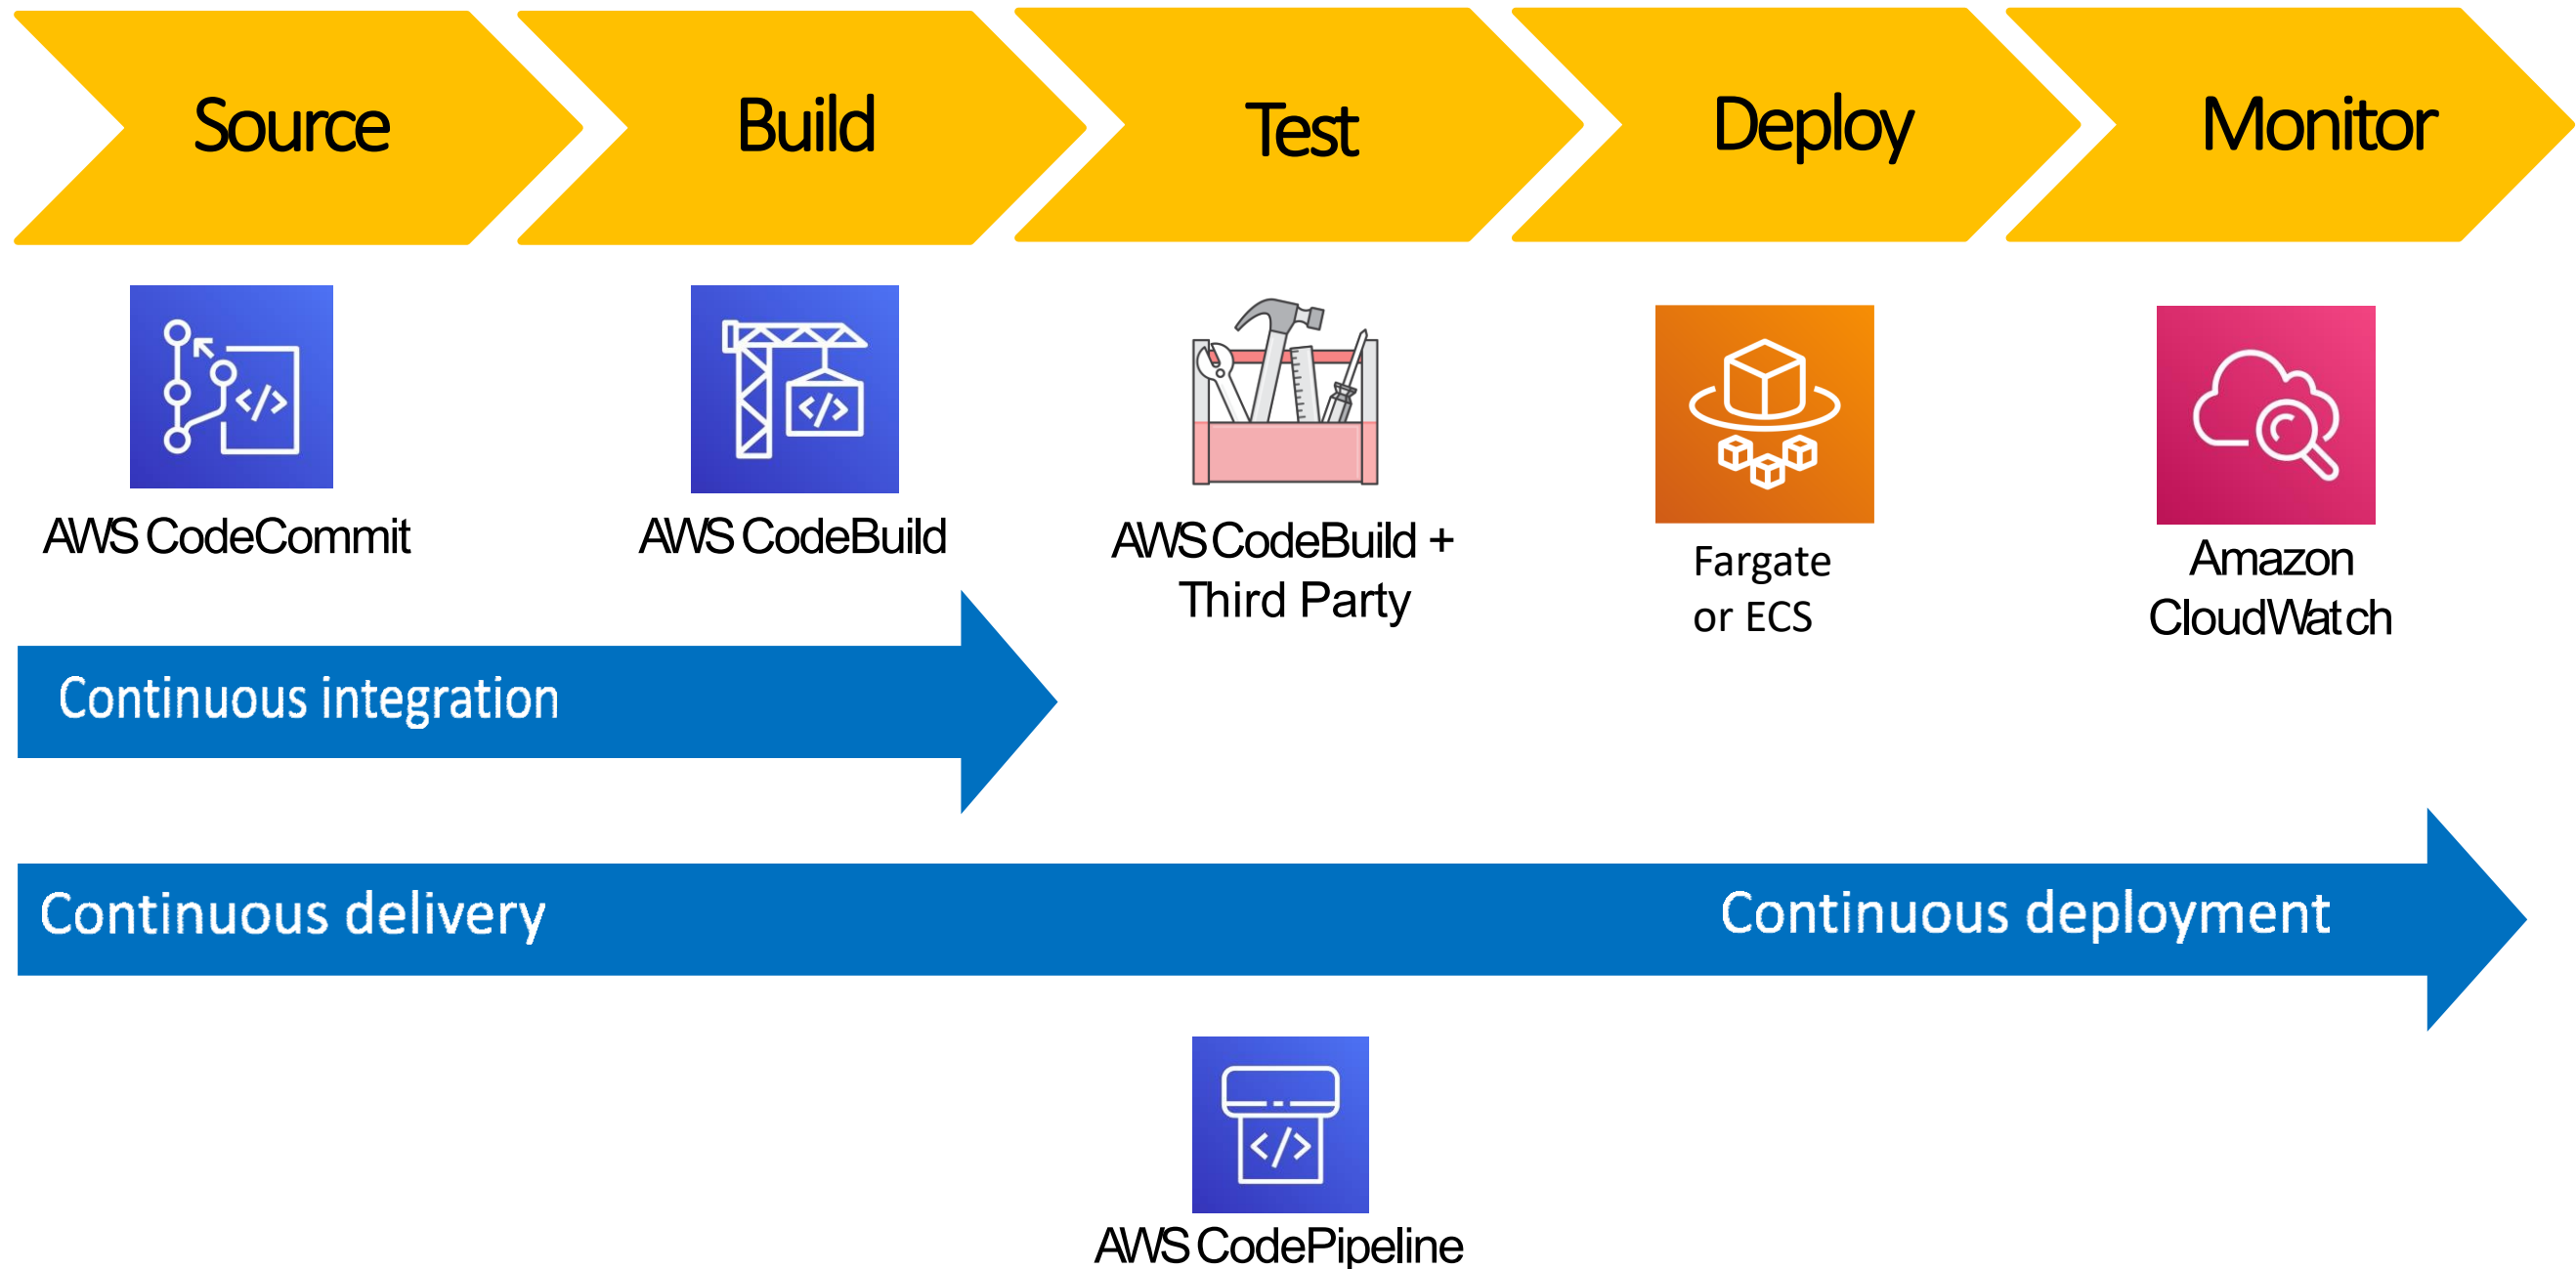 Source
Build
Test
Deploy
Monitor
</>
</>
AWS CodeCommit
AWS CodeBuild
AWS CodeBuild +
Third Party
Fargate
or ECS
Amazon
CloudWatch
Continuous integration
Continuous delivery
Continuous deployment
</>
AWS CodePipeline